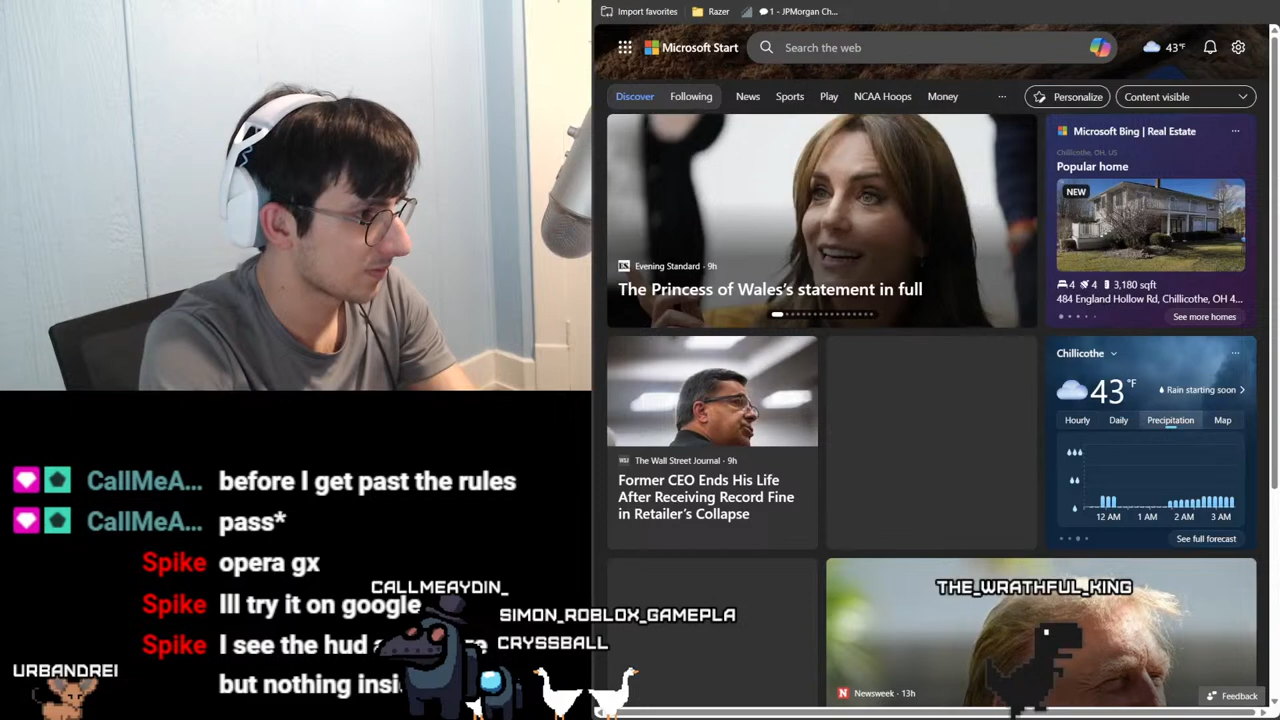 Import favorites
Razer
1 - JPMorgan Ch...
Microsoft Start
Search the web
43°F
Discover
Following
News
Sports
Play
NCAA Hoops
Money
...
Personalize
Content visible
Evening Standard · 9h
The Princess of Wales's statement in full
Microsoft Bing | Real Estate
Chillicothe, OH, US
Popular home
NEW
4 4 3,180 sqft
484 England Hollow Rd, Chillicothe, OH 4...
See more homes
WSJ
The Wall Street Journal · 9h
Former CEO Ends His Life
After Receiving Record Fine
in Retailer's Collapse
Chillicothe
43 °F
Rain starting soon
Hourly
Daily
Precipitation
Map
12 AM
1 AM
2 AM
3 AM
See full forecast
N
Newsweek · 13h
Feedback
CallMeA... before I get past the rules
CallMeA... pass*
Spike opera gx
Spike Ill try it on google
Spike I see the hud
but nothing
CALLMEAYDIN_
SIMON_ROBLOX_GAMEPLA
CRYSSBALL
THE_WRATHFUL_KING
URBANDREI